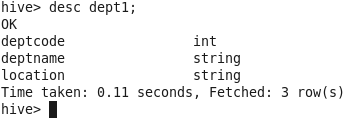 hive> desc dept1;
OK
deptcode                int
deptname                string
location                string
Time taken: 0.11 seconds, Fetched: 3 row(s)
hive>